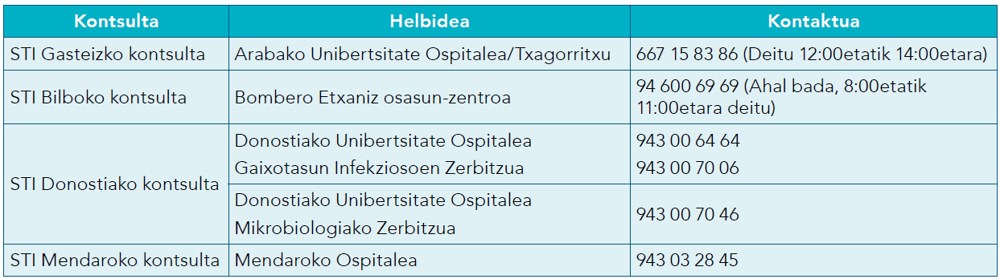 Kontsulta Helbidea Kontaktua
STI Gasteizko kontsulta Arabako Unibertsitate Ospitalea/Txagorritxu 667 15 83 86 (Deitu 12:00etatik 14:00etara)
STI Bilboko kontsulta Bombero Etxaniz osasun-zentroa 94 600 69 69 (Ahal bada, 8:00etatik
11:00etara deitu)
STI Donostiako kontsulta
Donostiako Unibertsitate Ospitalea 943 00 64 64
Gaixotasun Infekziosoen Zerbitzua 943 00 70 06
Donostiako Unibertsitate Ospitalea
Mikrobiologiako Zerbitzua
943 00 70 46
STI Mendaroko kontsulta Mendaroko Ospitalea 943 03 28 45